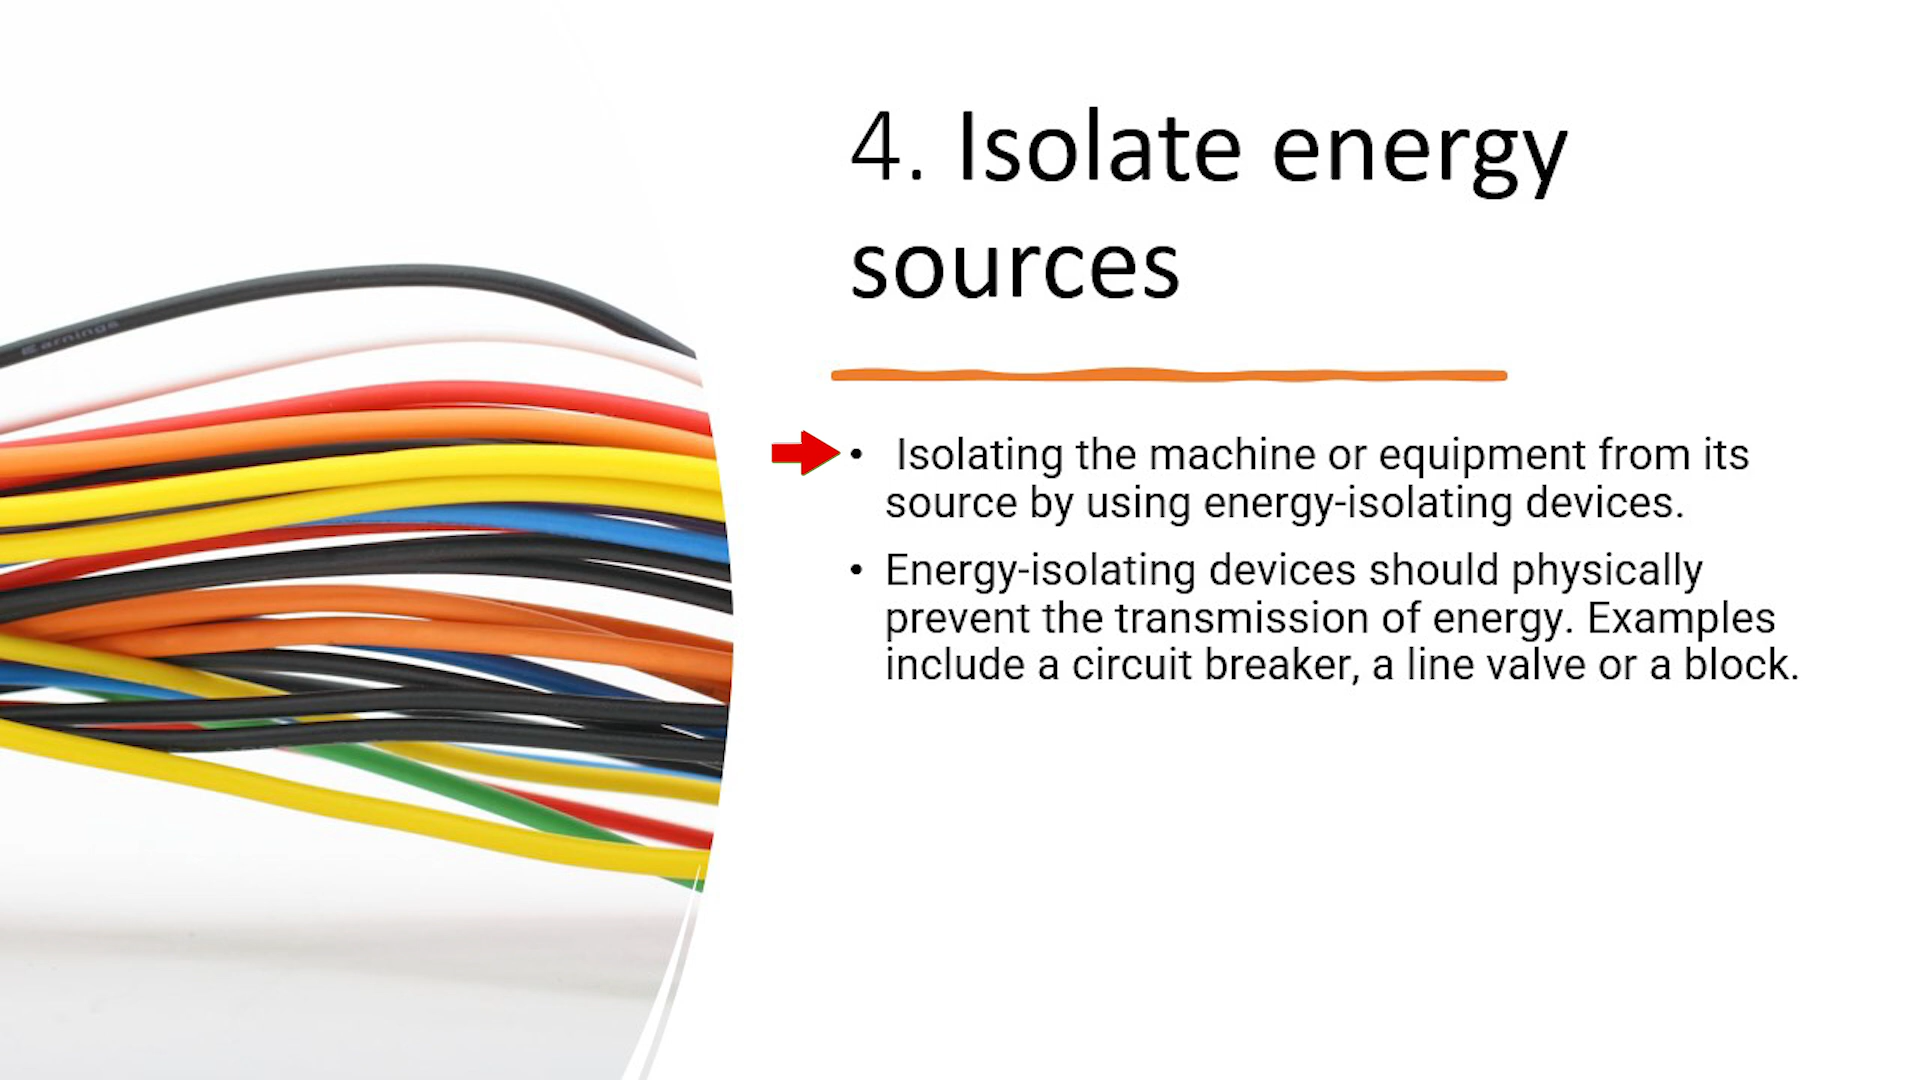 4. Isolate energy
sources
• Isolating the machine or equipment from its
source by using energy-isolating devices.
• Energy-isolating devices should physically
prevent the transmission of energy. Examples
include a circuit breaker, a line valve or a block.